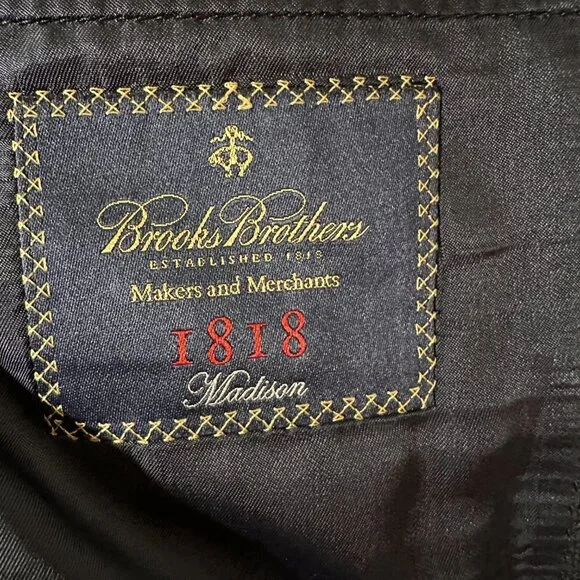 Brooks Brothers
ESTABLISHED 1818
Makers and Merchants
1818
Madison